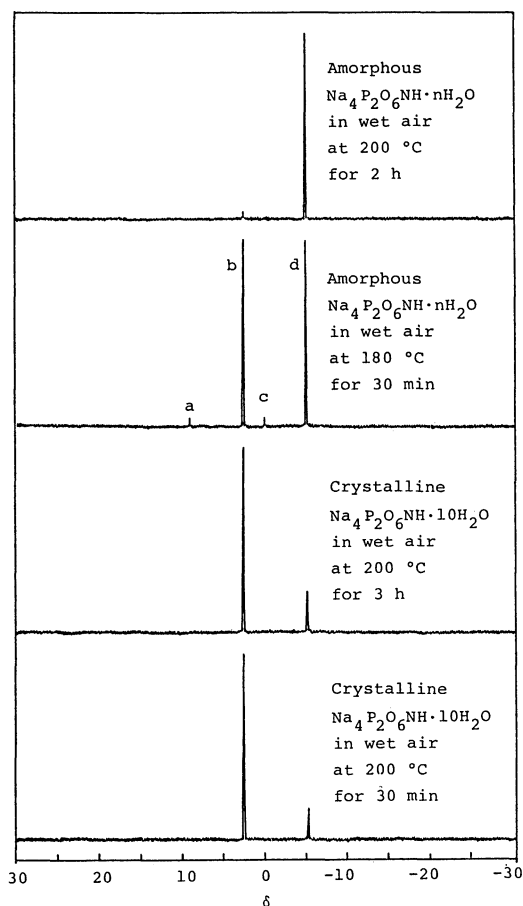 Amorphous
Na4P2O6NH·nH2O
in wet air
at 200 °C
for 2 h
b
d
Amorphous
Na4P2O6NH·nH2O
in wet air
at 180 °C
for 30 min
a
c
Crystalline
Na4P2O6NH·10H2O
in wet air
at 200 °C
for 3 h
Crystalline
Na4P2O6NH·10H2O
in wet air
at 200 °C
for 30 min
30 20 10 0 -10 -20 -30
δ